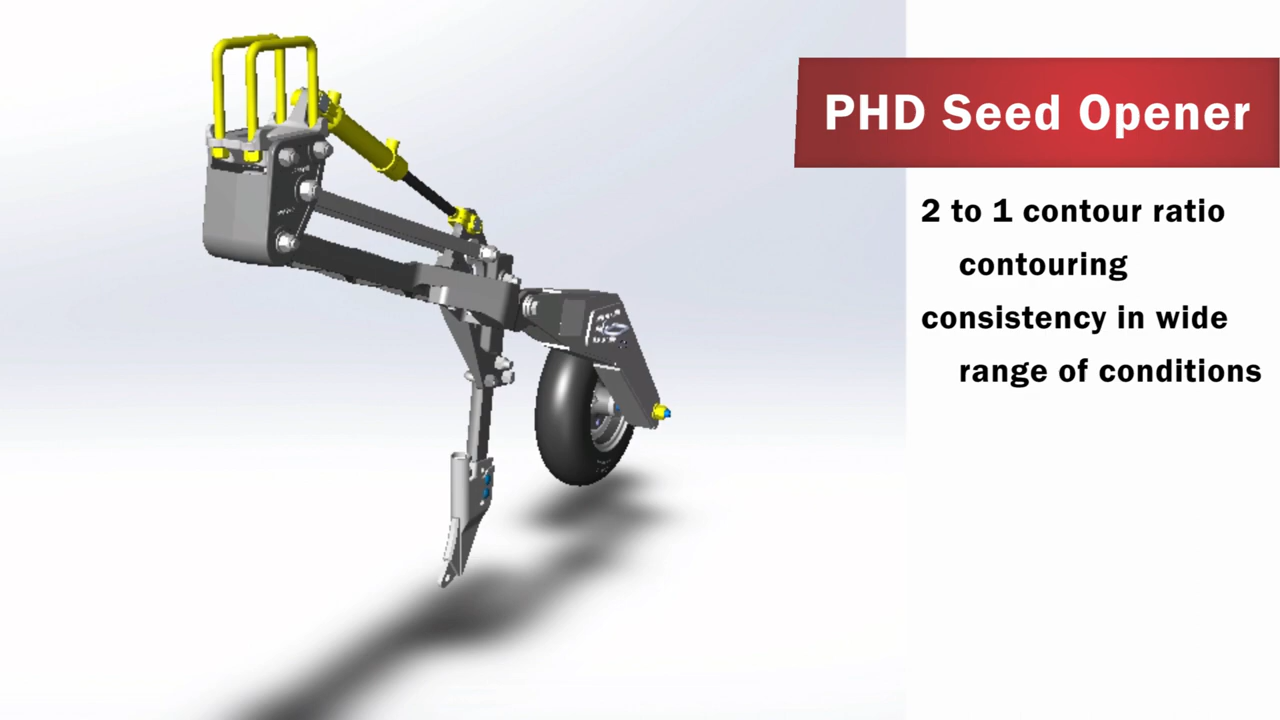 PHD Seed Opener
2 to 1 contour ratio
contouring
consistency in wide
range of conditions